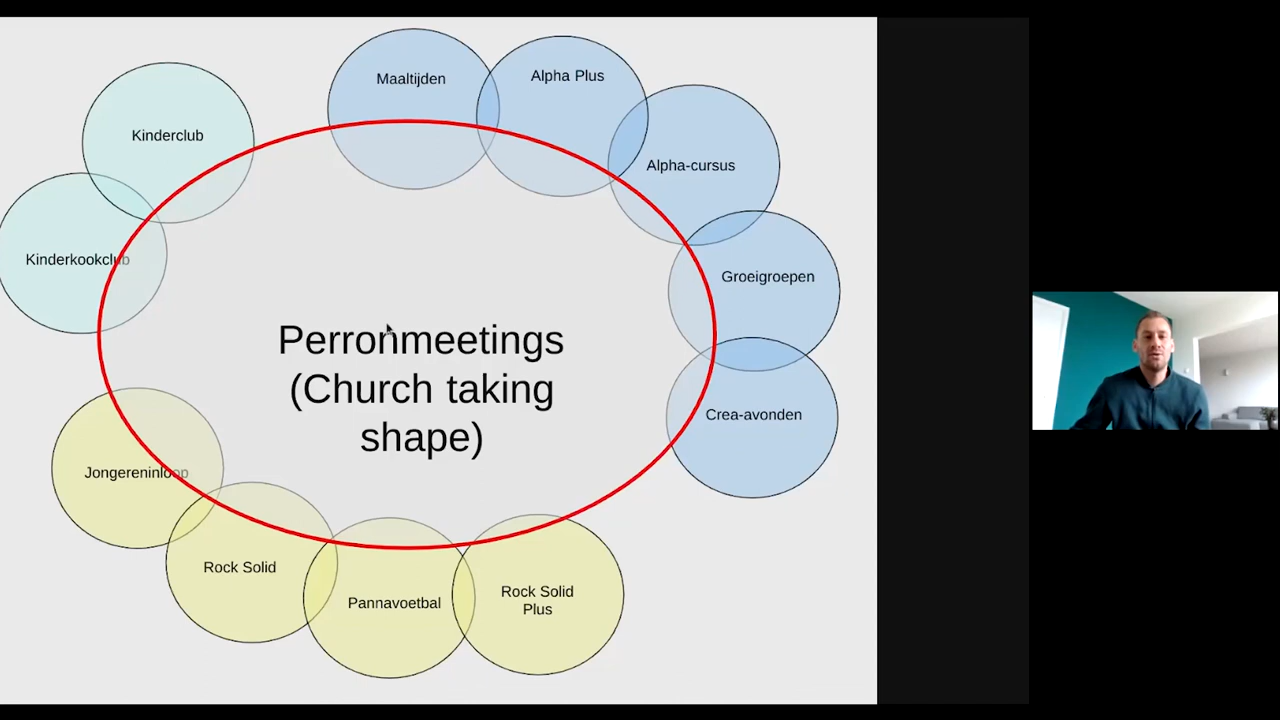 Maaltijden
Alpha Plus
Kinderclub
Alpha-cursus
Kinderkookclub
Groeigroepen
Perronmeetings
(Church taking
shape)
Crea-avonden
Jongereninloop
Rock Solid
Pannavoetbal
Rock Solid
Plus